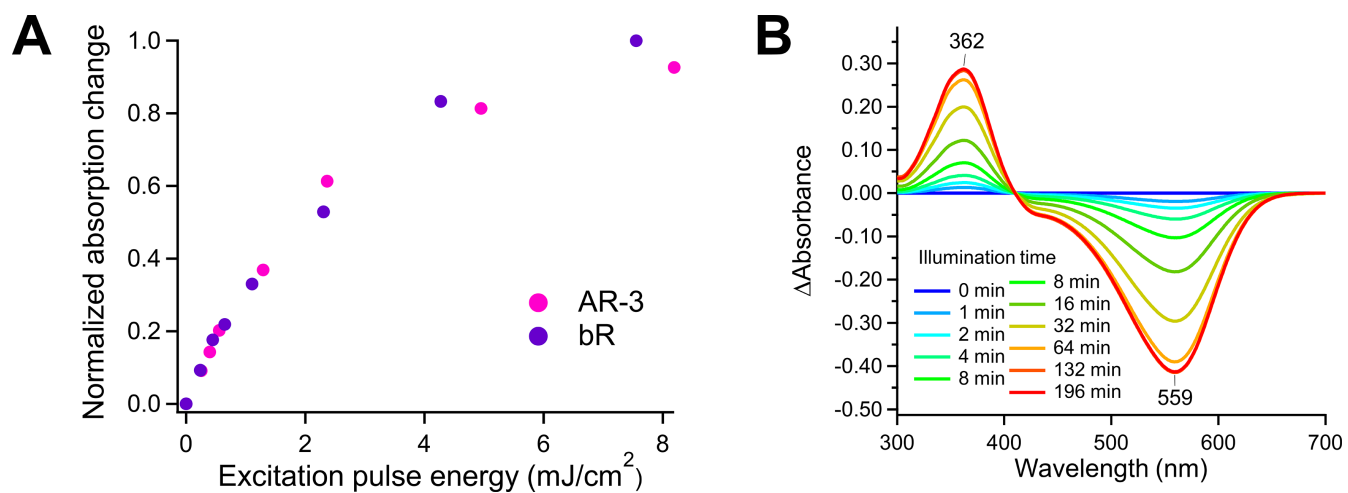 A
Normalized absorption change
1.0
0.8
0.6
0.4
0.2
0.0
0
2
4
6
8
Excitation pulse energy (mJ/cm²)
AR-3
bR
B
ΔAbsorbance
0.30
0.20
0.10
0.00
-0.10
-0.20
-0.30
-0.40
-0.50
362
559
Illumination time
0 min
1 min
2 min
4 min
8 min
8 min
16 min
32 min
64 min
132 min
196 min
300
400
500
600
700
Wavelength (nm)